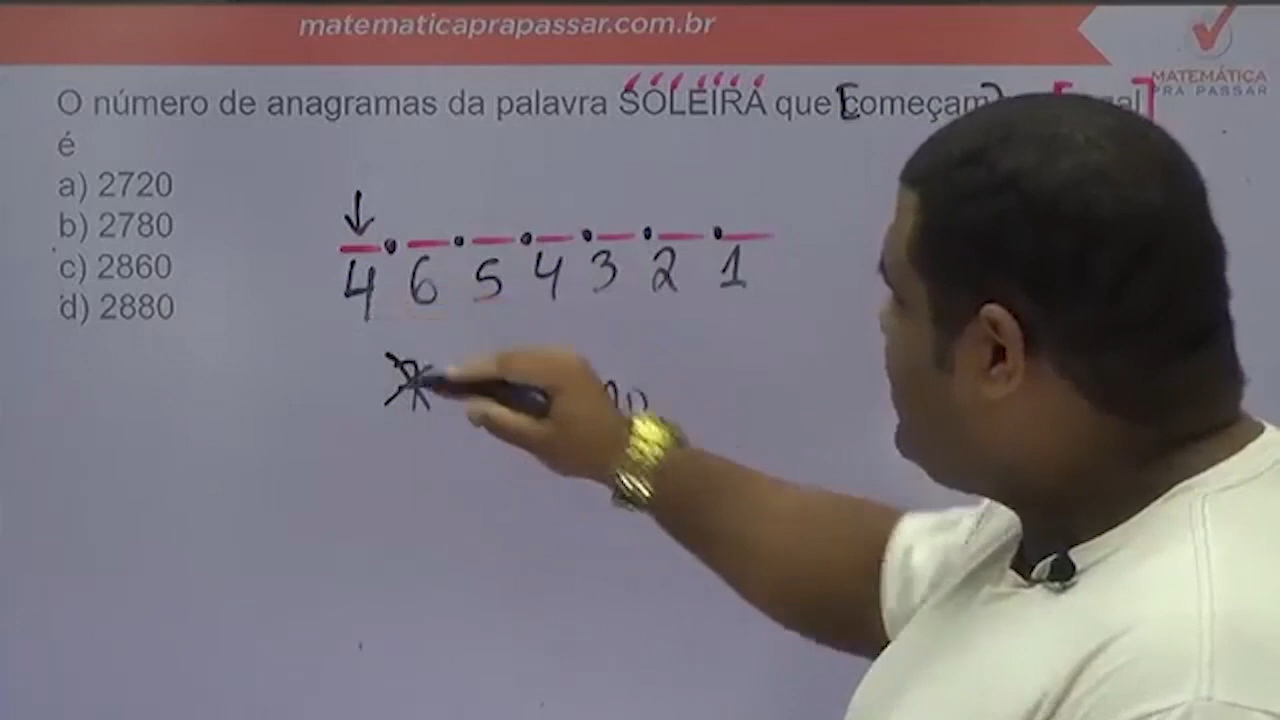 matematicaprapassar.com.br
MATEMÁTICA
PRA PASSAR
O número de anagramas da palavra SOLEIRA que [começam) [ ]
é
a) 2720
b) 2780
c) 2860
d) 2880
4 . 6 . 5 . 4 . 3 . 2 . 1